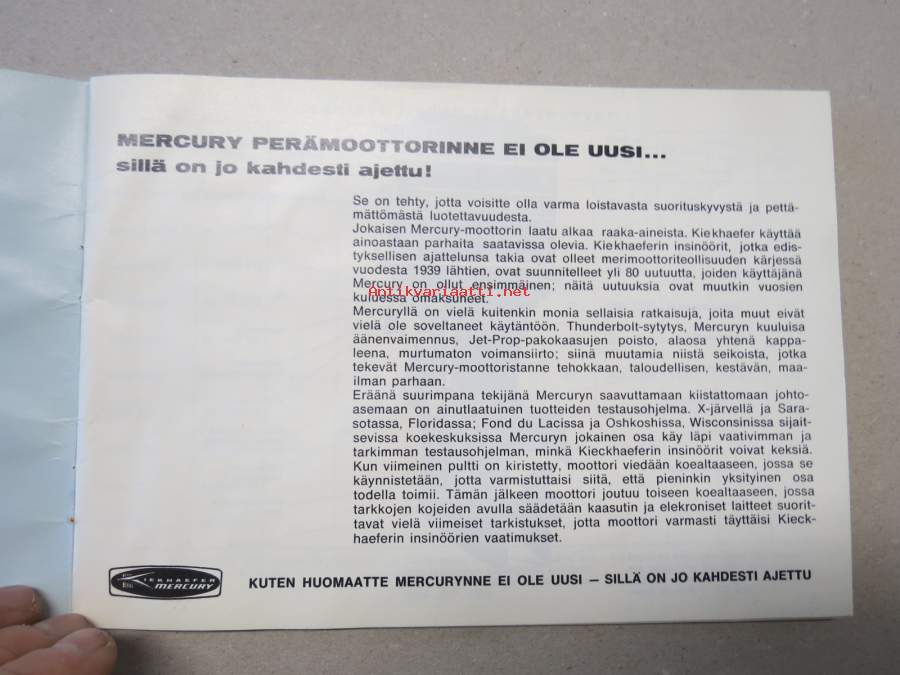 MERCURY PERÄMOOTTORINNE EI OLE UUSI...
sillä on jo kahdesti ajettu!
Se on tehty, jotta voisitte olla varma loistavasta suorituskyvystä ja pettä-
mättömästä luotettavuudesta.
Jokaisen Mercury-moottorin laatu alkaa raaka-aineista. Kiekhaefer käyttää
ainoastaan parhaita saatavissa olevia. Kiekhaeferin insinöörit, jotka edis-
tyksellisen ajattelunsa takia ovat olleet merimoottoriteollisuuden kärjessä
vuodesta 1939 lähtien, ovat suunnitelleet yli 80 uutuutta, joiden käyttäjänä
Mercury on ollut ensimmäinen; näitä uutuuksia ovat muutkin vuosien
Antikvariaatti.net
kuluessa omaksuneet.
Mercuryllä on vielä kuitenkin monia sellaisia ratkaisuja, joita muut eivät
vielä ole soveltaneet käytäntöön. Thunderbolt-sytytys, Mercuryn kuuluisa
äänenvaimennus, Jet-Prop-pakokaasujen poisto, alaosa yhtenä kappa-
leena, murtumaton voimansiirto; siinä muutamia niistä seikoista, jotka
tekevät Mercury-moottoristanne tehokkaan, taloudellisen, kestävän, maa-
ilman parhaan.
Eräänä suurimpana tekijänä Mercuryn saavuttamaan kiistattomaan johto-
asemaan on ainutlaatuinen tuotteiden testausohjelma. X-järvellä ja Sara-
sotassa, Floridassa; Fond du Lacissa ja Oshkoshissa, Wisconsinissa sijait-
sevissa koekeskuksissa Mercuryn jokainen osa käy läpi vaativimman ja
tarkimman testausohjelman, minkä Kieckhaeferin insinöörit voivat keksiä.
Kun viimeinen pultti on kiristetty, moottori viedään koealtaaseen, jossa se
käynnistetään, jotta varmistuttaisi siitä, että pieninkin yksityinen osa
todella toimii. Tämän jälkeen moottori joutuu toiseen koealtaaseen, jossa
tarkkojen kojeiden avulla säädetään kaasutin ja elekroniset laitteet suorit-
tavat vielä viimeiset tarkistukset, jotta moottori varmasti täyttäisi Kieck-
haeferin insinöörien vaatimukset.
KIEKHAEFER
MERCURY
KUTEN HUOMAATTE MERCURYNNE EI OLE UUSI – SILLÄ ON JO KAHDESTI AJETTU